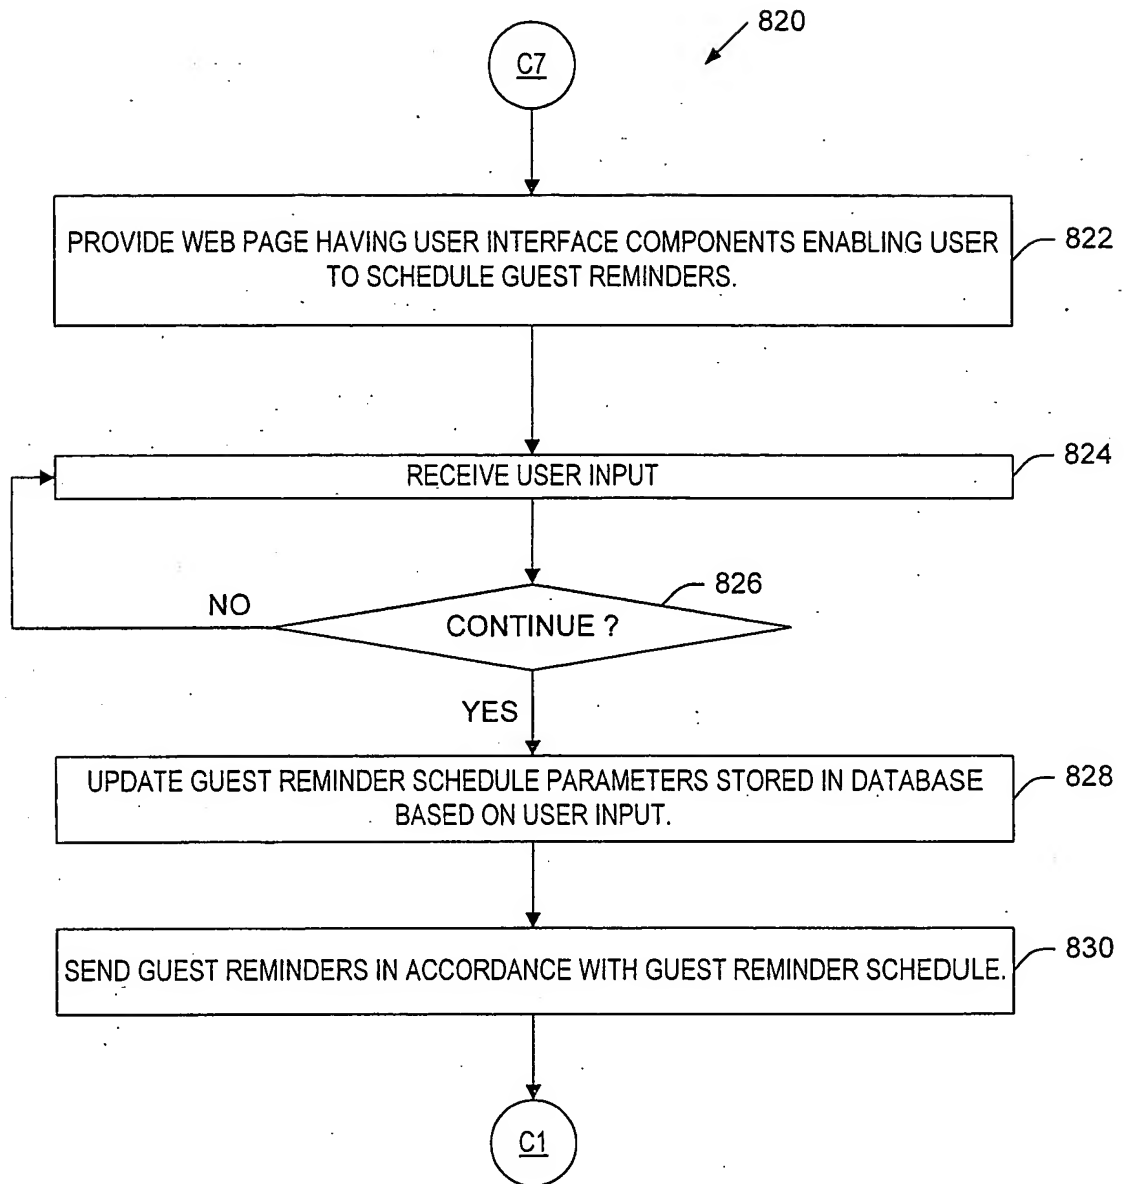 820
C7
PROVIDE WEB PAGE HAVING USER INTERFACE COMPONENTS ENABLING USER
TO SCHEDULE GUEST REMINDERS.
822
RECEIVE USER INPUT
824
826
NO
CONTINUE ?
YES
UPDATE GUEST REMINDER SCHEDULE PARAMETERS STORED IN DATABASE
BASED ON USER INPUT.
828
SEND GUEST REMINDERS IN ACCORDANCE WITH GUEST REMINDER SCHEDULE.
830
C1